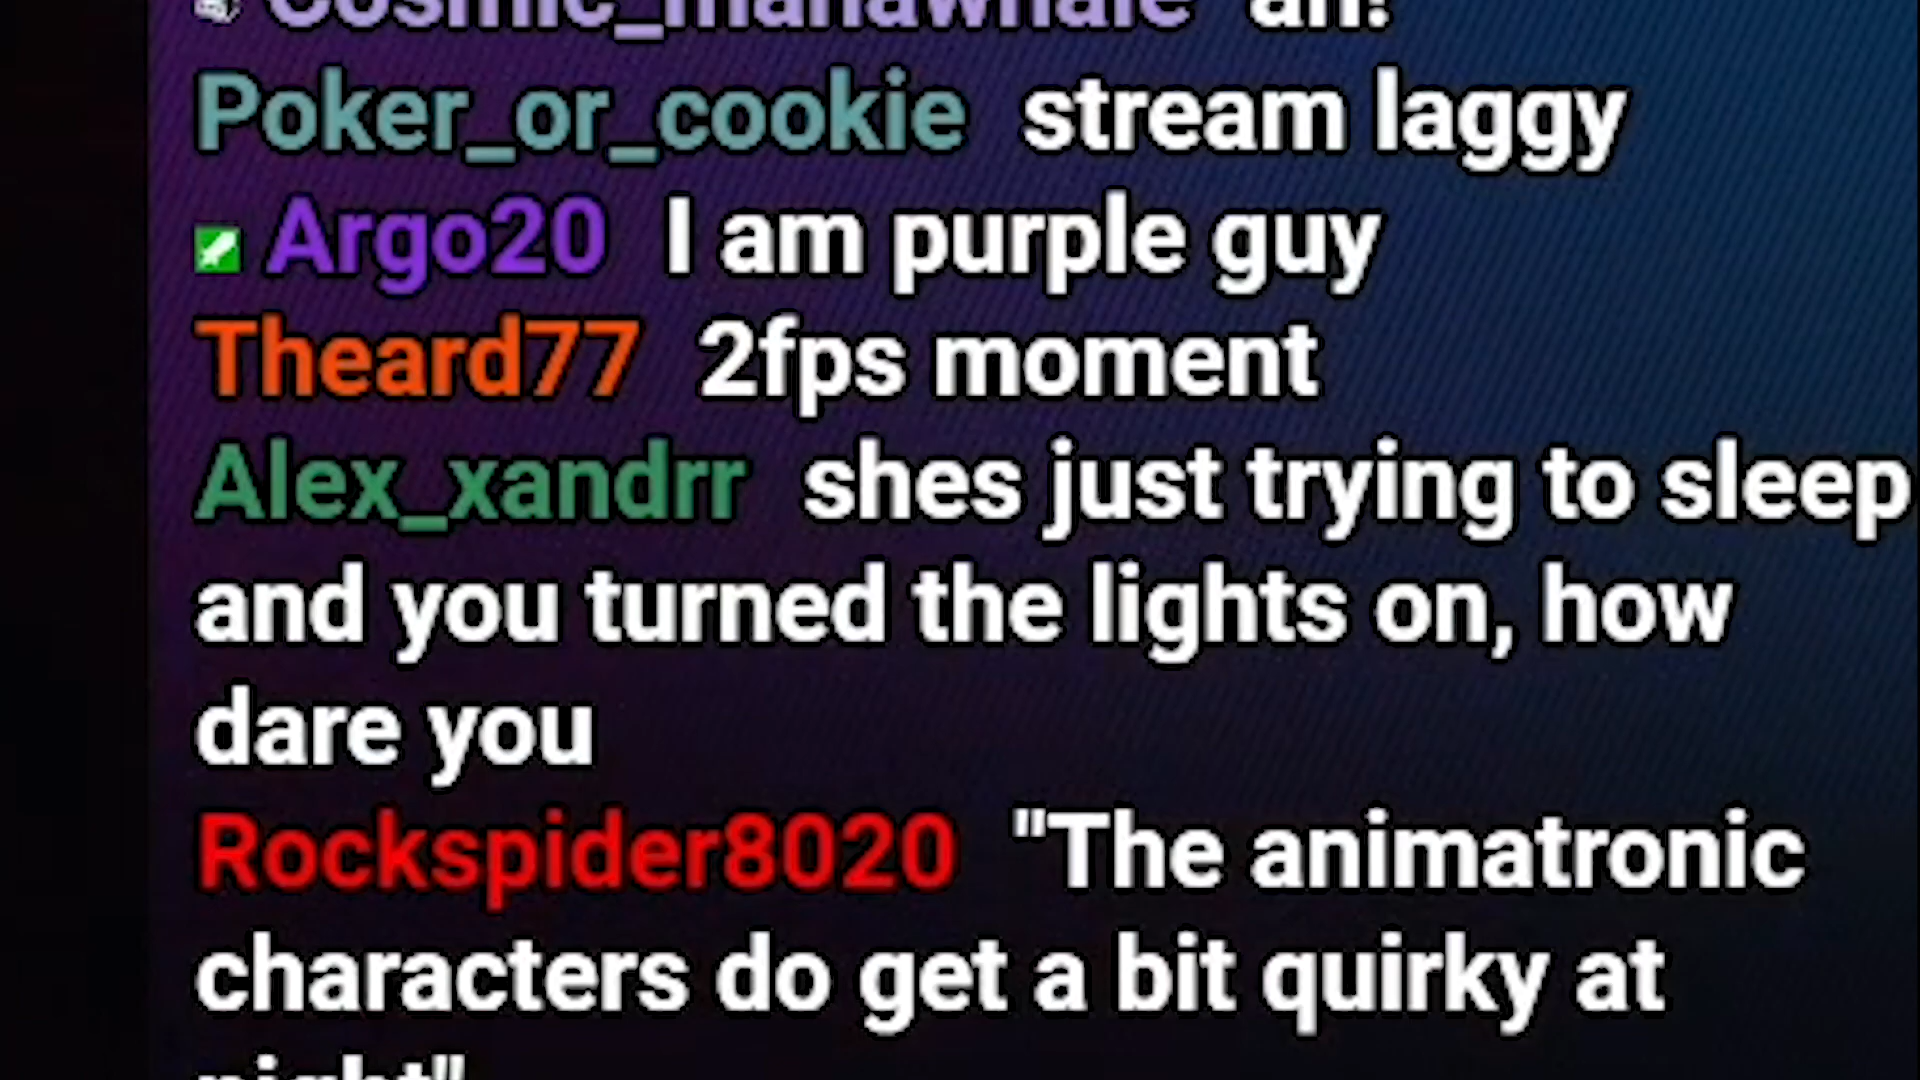 Poker_or_cookie stream laggy
Argo20 I am purple guy
Theard77 2fps moment
Alex_xandrr shes just trying to sleep
and you turned the lights on, how
dare you
Rockspider8020 "The animatronic
characters do get a bit quirky at
night"